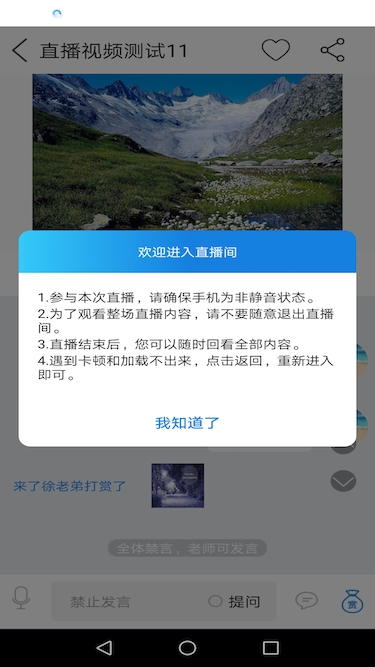 直播视频测试11
欢迎进入直播间
1.参与本次直播，请确保手机为非静音状态。
2.为了观看整场直播内容，请不要随意退出直播
间。
3.直播结束后，您可以随时回看全部内容。
4.遇到卡顿和加载不出来，点击返回，重新进入
即可。
我知道了
来了徐老弟打赏了
全体禁言，老师可发言
禁止发言 提问
赏